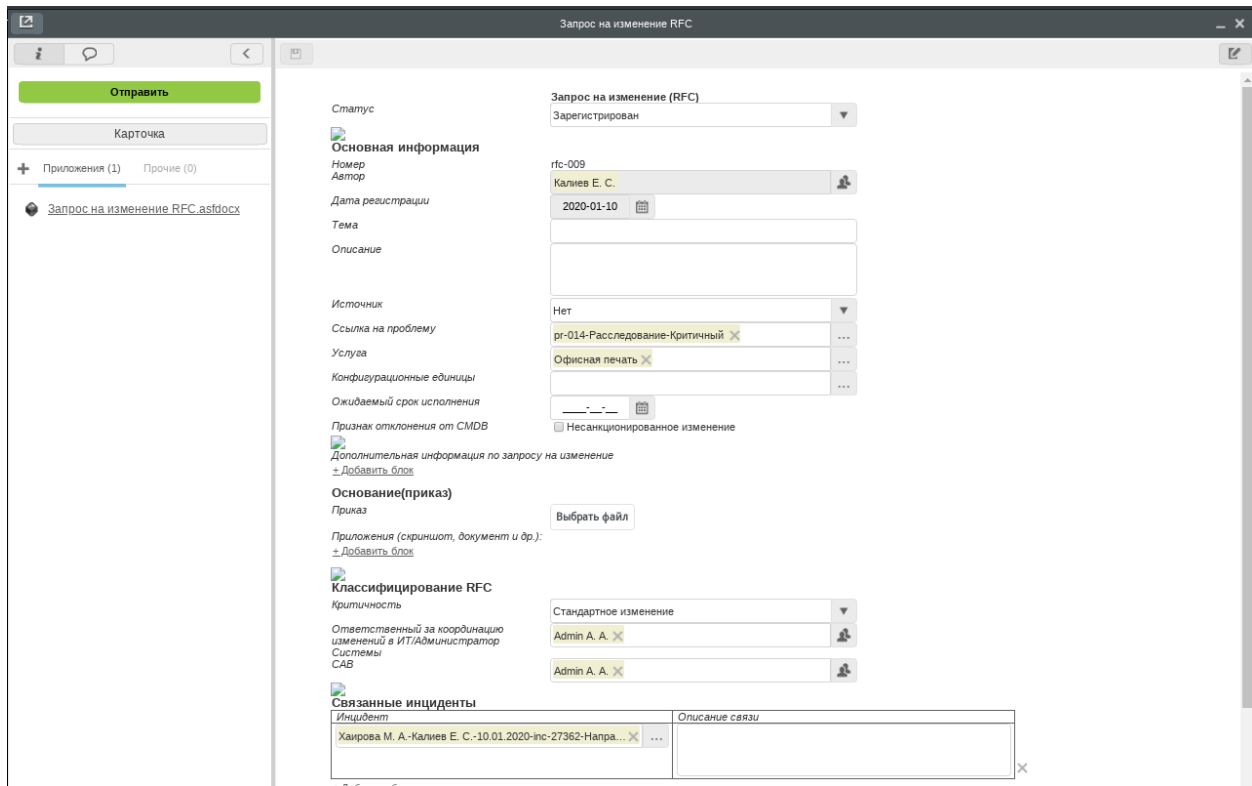 Запрос на изменение RFC
Отправить
Карточка
Приложения (1) Прочие (0)
Запрос на изменение RFC.asfdocx
Запрос на изменение (RFC)
Статус Зарегистрирован
Основная информация
Номер rfc-009
Автор Калиев Е. С.
Дата регистрации 2020-01-10
Тема
Описание
Источник Нет
Ссылка на проблему pr-014-Расследование-Критичный
Услуга Офисная печать
Конфигурационные единицы
Ожидаемый срок исполнения ____-__-__
Признак отклонения от CMDB Несанкционированное изменение
Дополнительная информация по запросу на изменение
+ Добавить блок
Основание(приказ)
Приказ Выбрать файл
Приложения (скриншот, документ и др.):
+ Добавить блок
Классифицирование RFC
Критичность Стандартное изменение
Ответственный за координацию
изменений в ИТ/Администратор Admin A. A.
Системы
CAB Admin A. A.
Связанные инциденты
Инцидент Описание связи
Хаирова М. А.-Калиев Е. С.-10.01.2020-inc-27362-Напра... ...